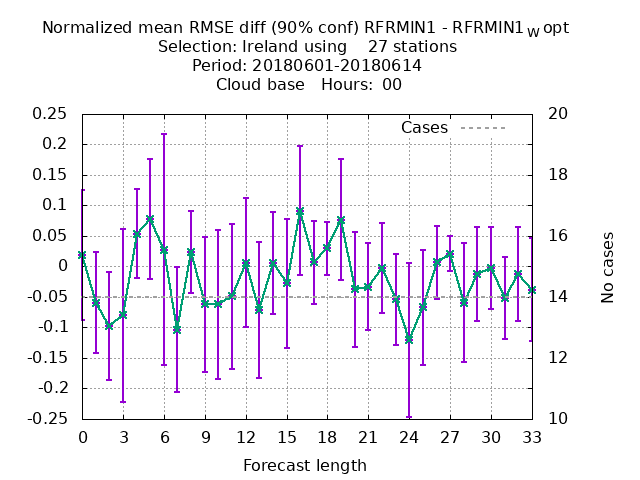 Normalized mean RMSE diff (90% conf) RFRMIN1 - RFRMIN1_W opt
Selection: Ireland using    27 stations
Period: 20180601-20180614
Cloud base   Hours:  00
Cases
0.25
0.2
0.15
0.1
0.05
0
-0.05
-0.1
-0.15
-0.2
-0.25
20
18
16
14
12
10
No cases
0 3 6 9 12 15 18 21 24 27 30 33
Forecast length